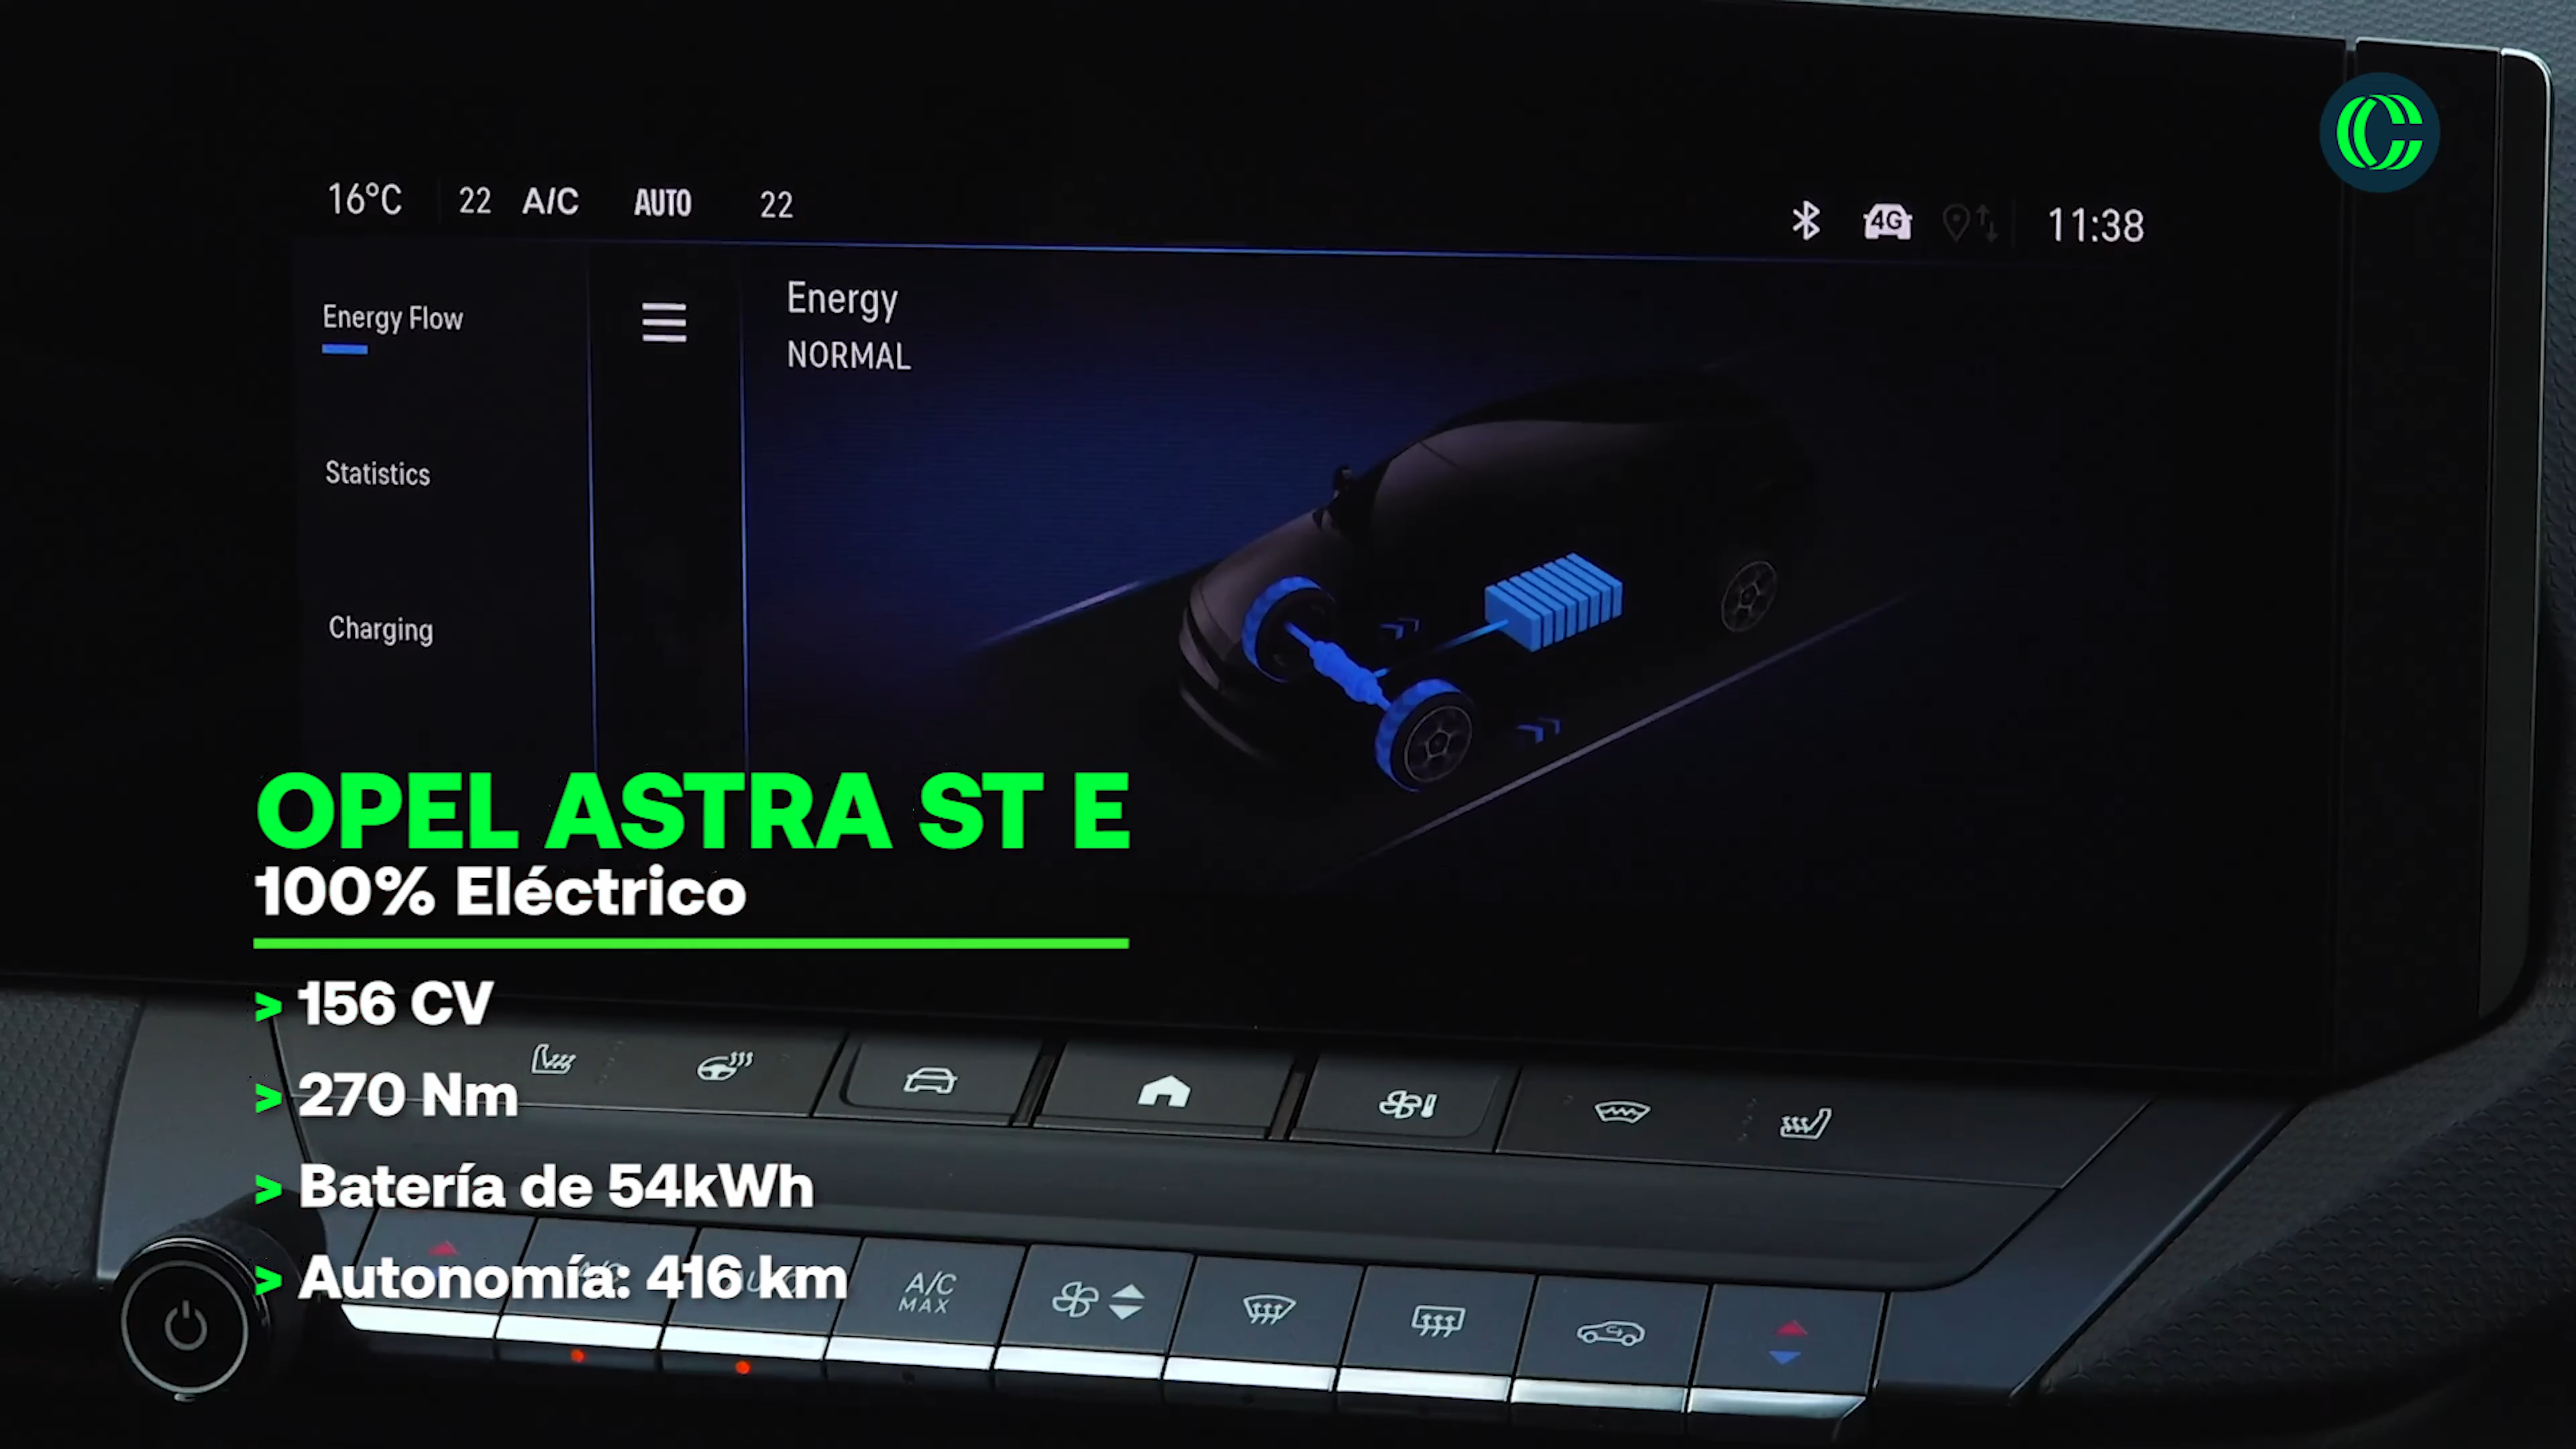 16°C 22 A/C AUTO 22
4G 11:38
Energy Flow
Statistics
Charging
Energy
NORMAL
OPEL ASTRA ST E
100% Eléctrico
> 156 CV
> 270 Nm
> Batería de 54kWh
> Autonomía: 416 km
A/C
MAX